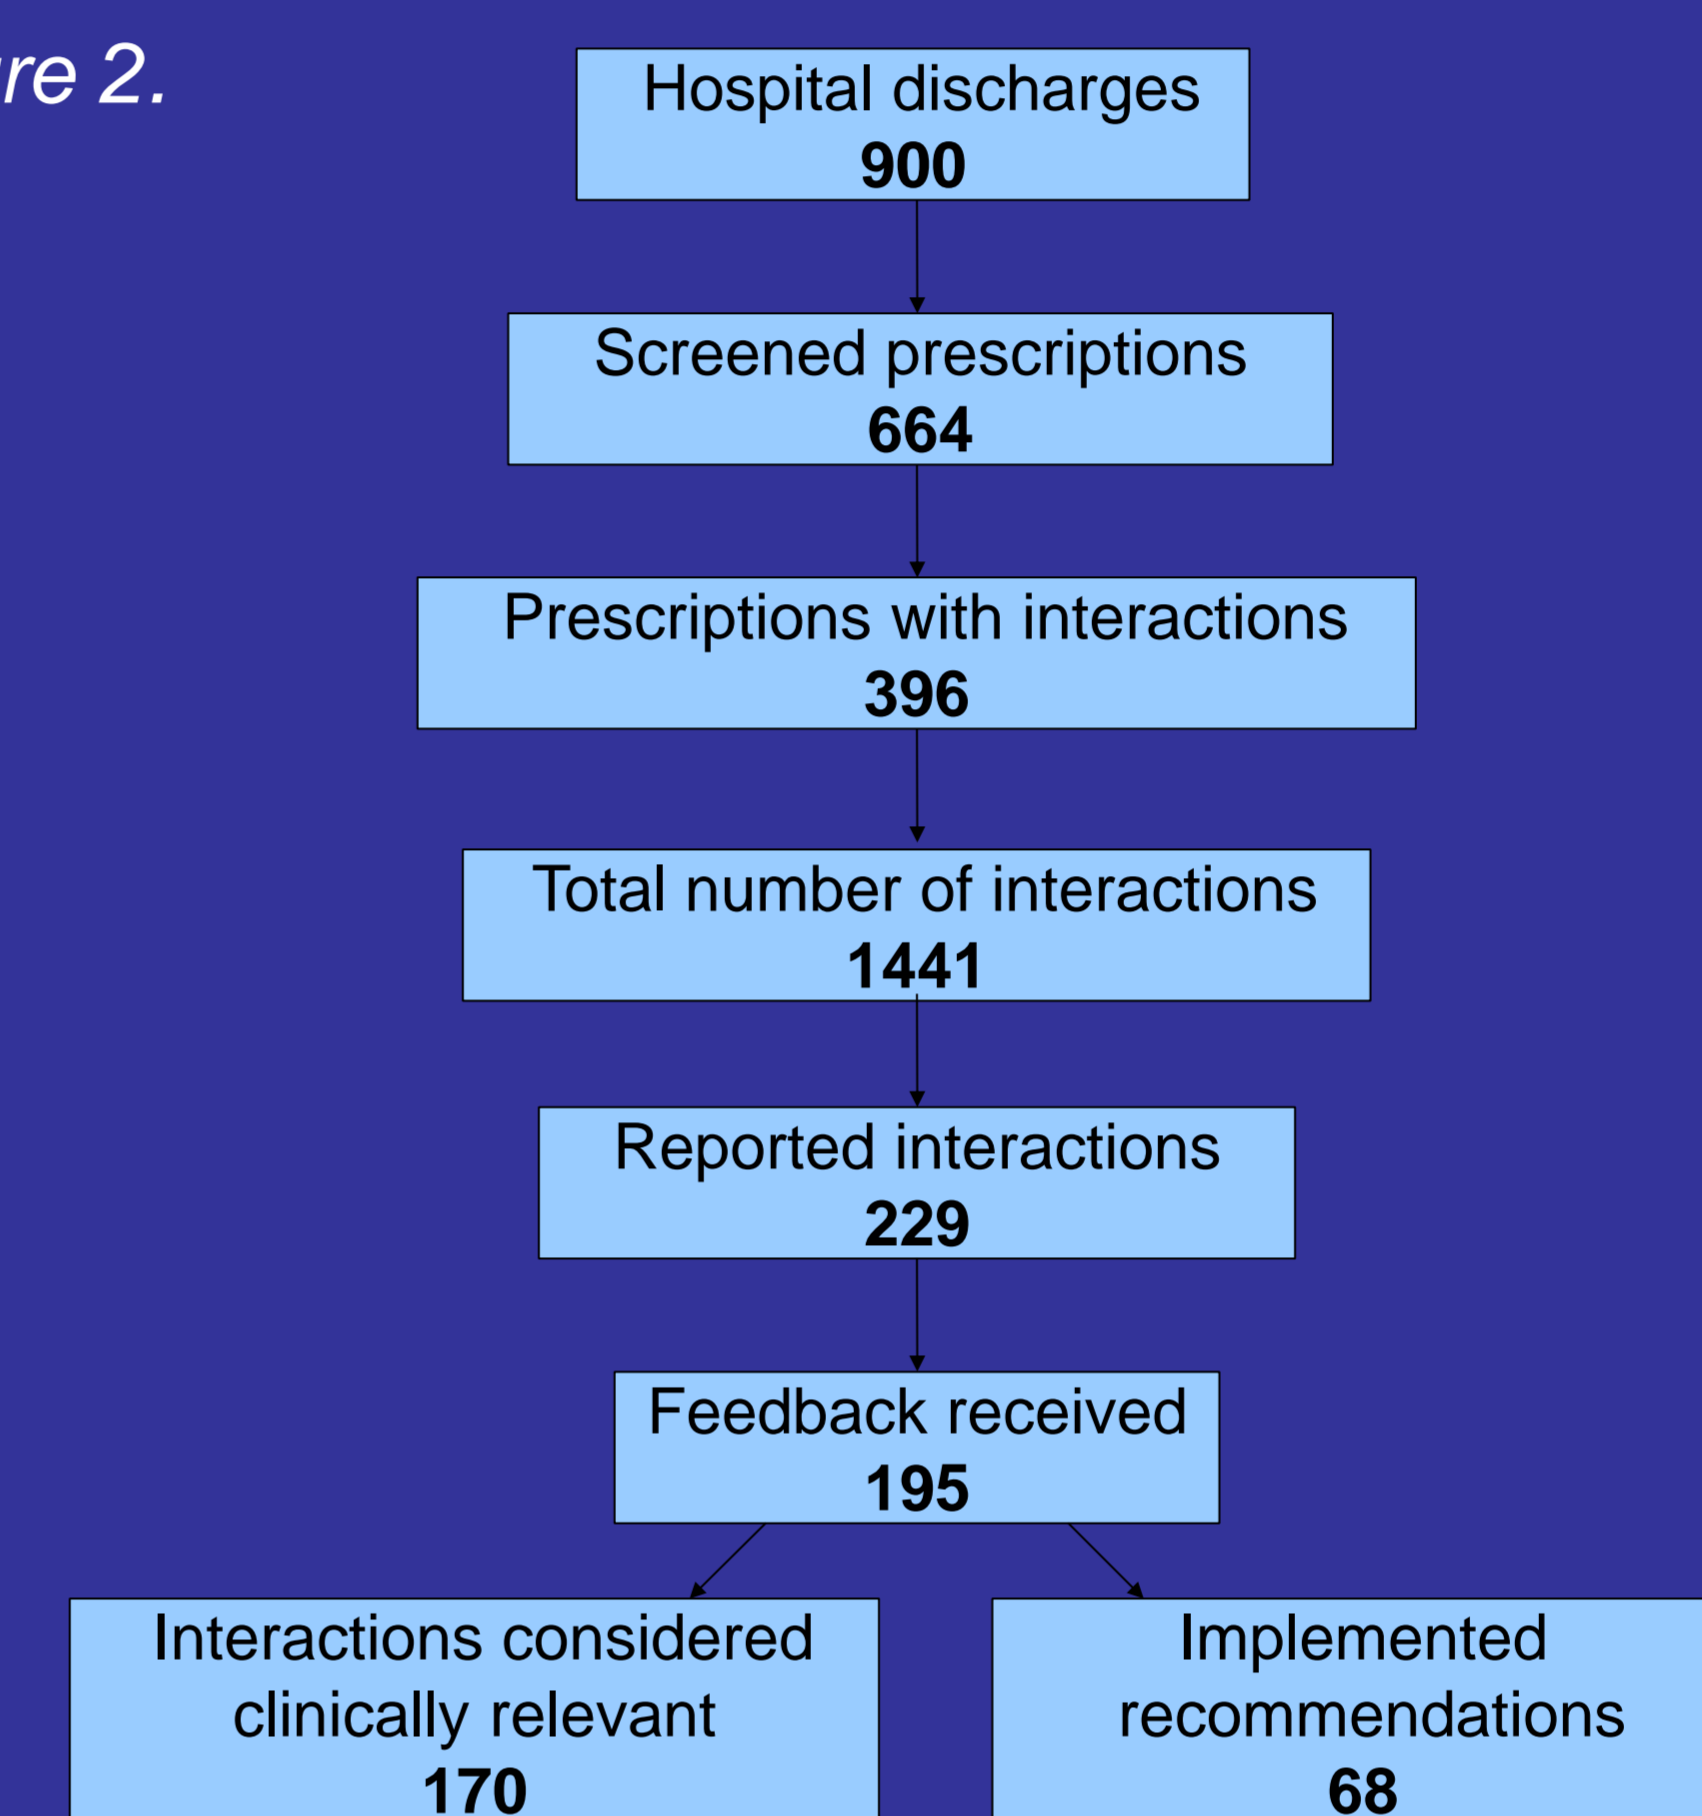 re 2.
Hospital discharges
900
Screened prescriptions
664
Prescriptions with interactions
396
Total number of interactions
1441
Reported interactions
229
Feedback received
195
Interactions considered
clinically relevant
170
Implemented
recommendations
68